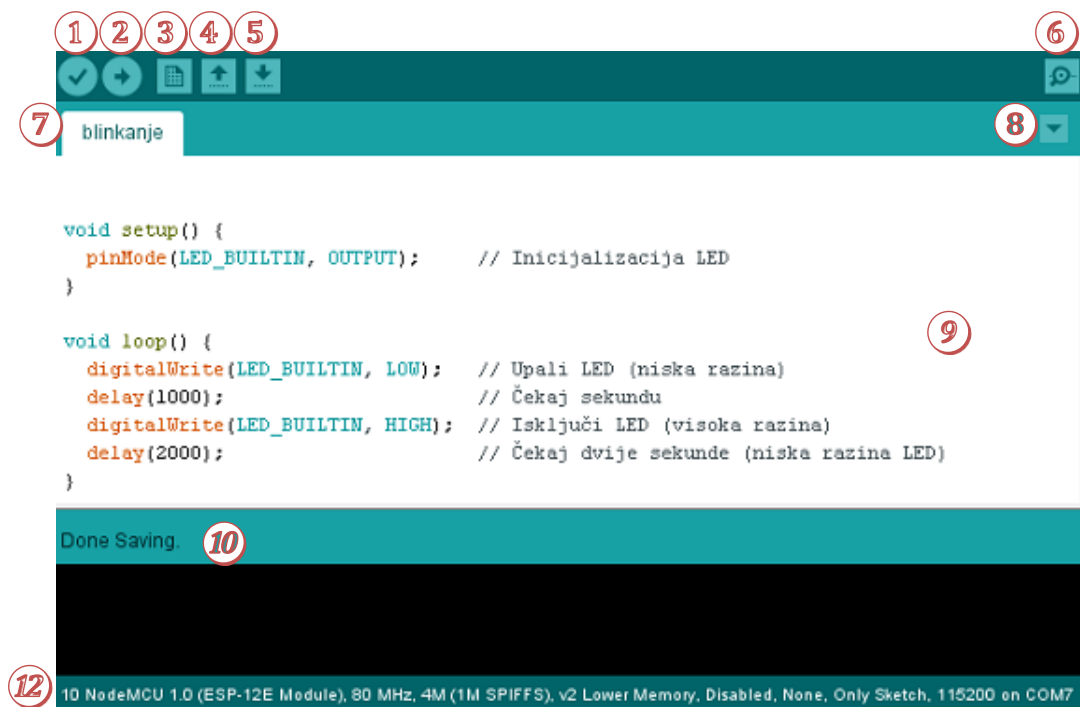 1 2 3 4 5 6
7 blinkanje 8
void setup() {
  pinMode(LED_BUILTIN, OUTPUT);     // Inicijalizacija LED
}
void loop() { 9
  digitalWrite(LED_BUILTIN, LOW);   // Upali LED (niska razina)
  delay(1000);                      // Čekaj sekundu
  digitalWrite(LED_BUILTIN, HIGH);  // Isključi LED (visoka razina)
  delay(2000);                      // Čekaj dvije sekunde (niska razina LED)
}
Done Saving. 10
12 10 NodeMCU 1.0 (ESP-12E Module), 80 MHz, 4M (1M SPIFFS), v2 Lower Memory, Disabled, None, Only Sketch, 115200 on COM7